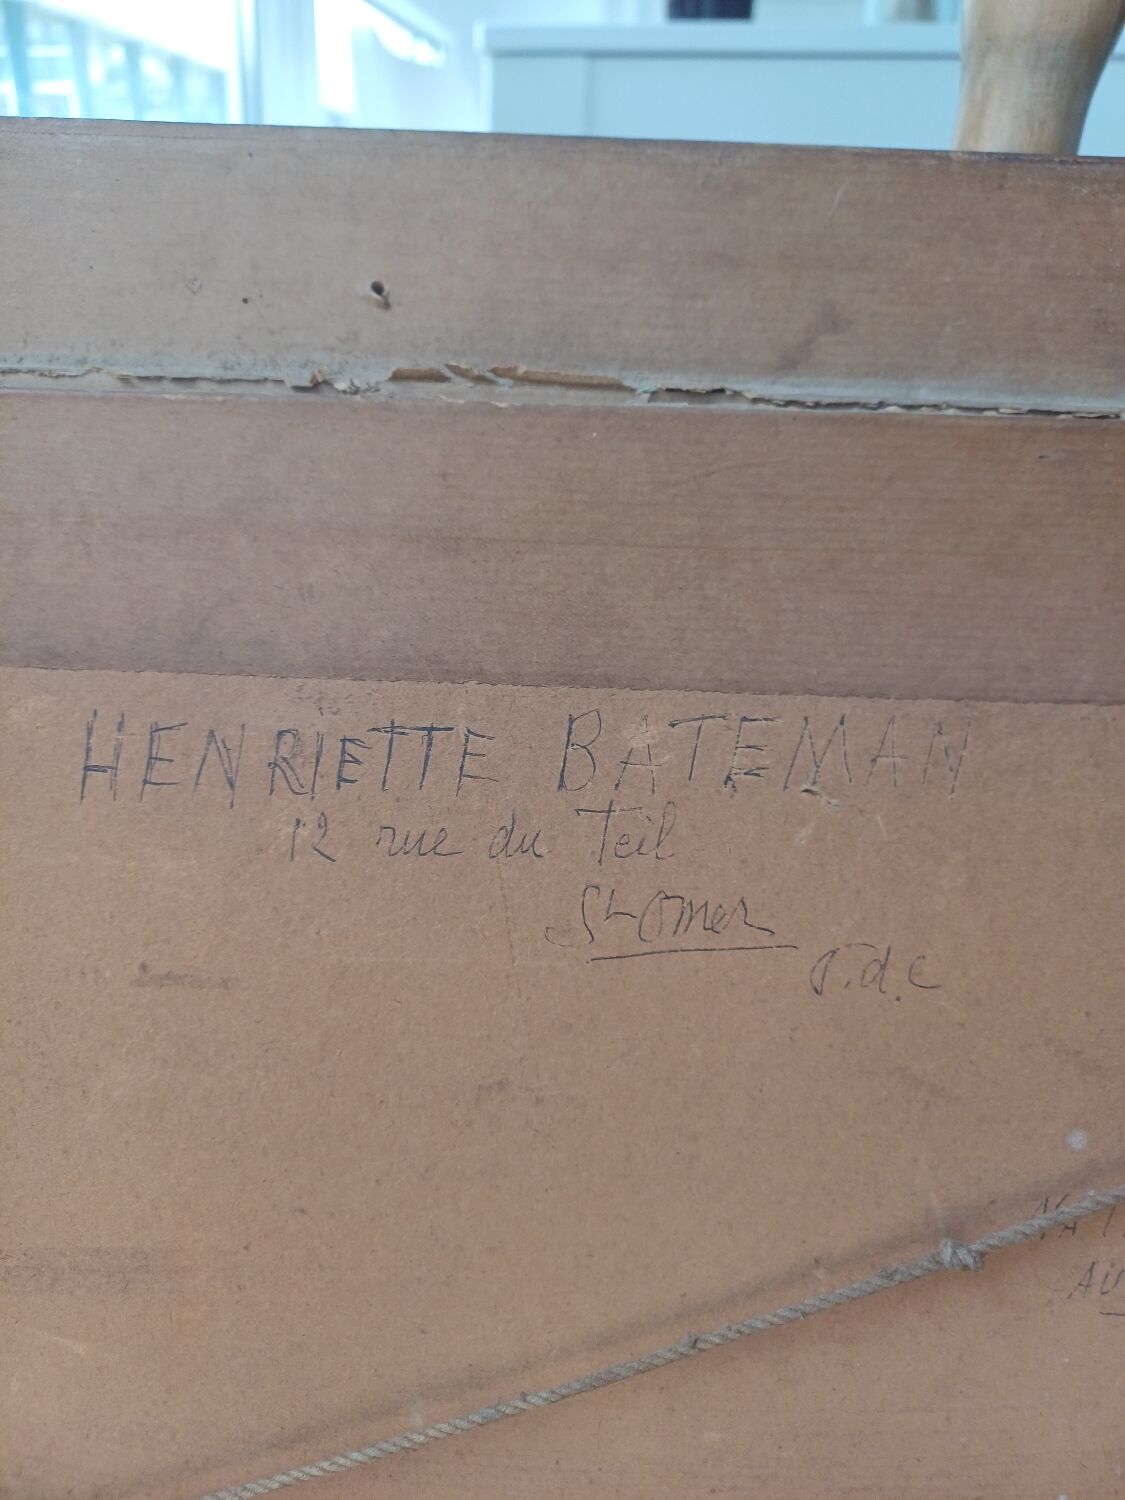 HENRIETTE BATEMAN
12 rue du Teil
St Omer
P.d.C